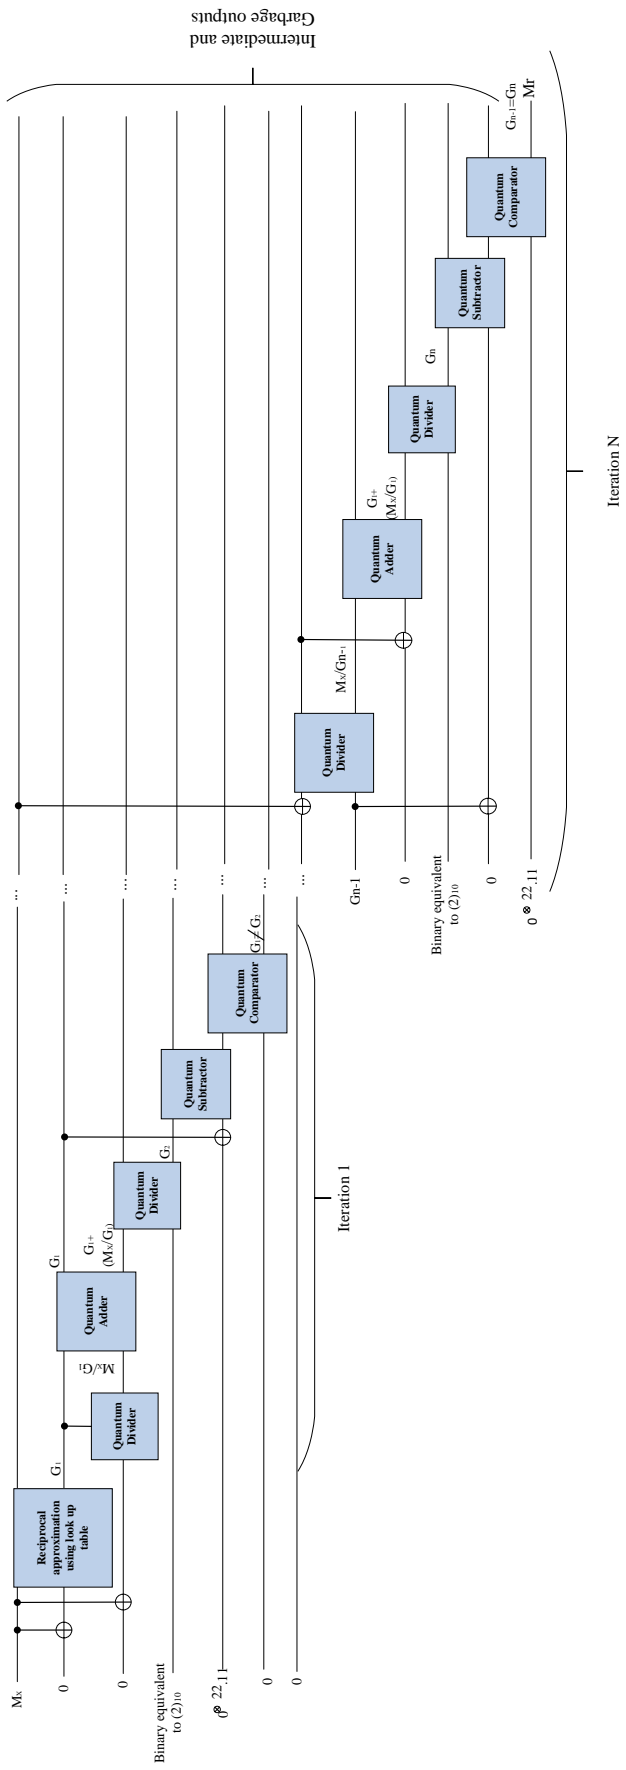 Mx
0
0
Binary equivalent
to (2)10
0⊗ 22.11
0
0
Reciprocal
approximation
using look up
table
G1
Quantum
Divider
Mx/G1
Quantum
Adder
G1
G1+
(Mx/G1)
Quantum
Divider
G2
Quantum
Subtractor
Quantum
Comparator
G1≠G2
Iteration 1
...
...
...
...
...
...
...
Gn-1
0
Binary equivalent
to (2)10
0
0 ⊗ 22.11
Quantum
Divider
Mx/Gn-1
Quantum
Adder
G1+
(Mx/G1)
Quantum
Divider
Gn
Quantum
Subtractor
Quantum
Comparator
Gn-1=Gn
Mr
Intermediate and
Garbage outputs
Iteration N